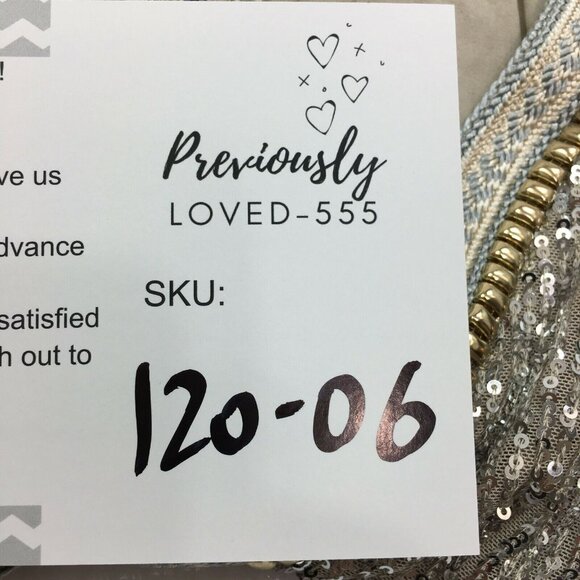 !
ve us
dvance
satisfied
h out to
Previously
LOVED-555
SKU:
120-06